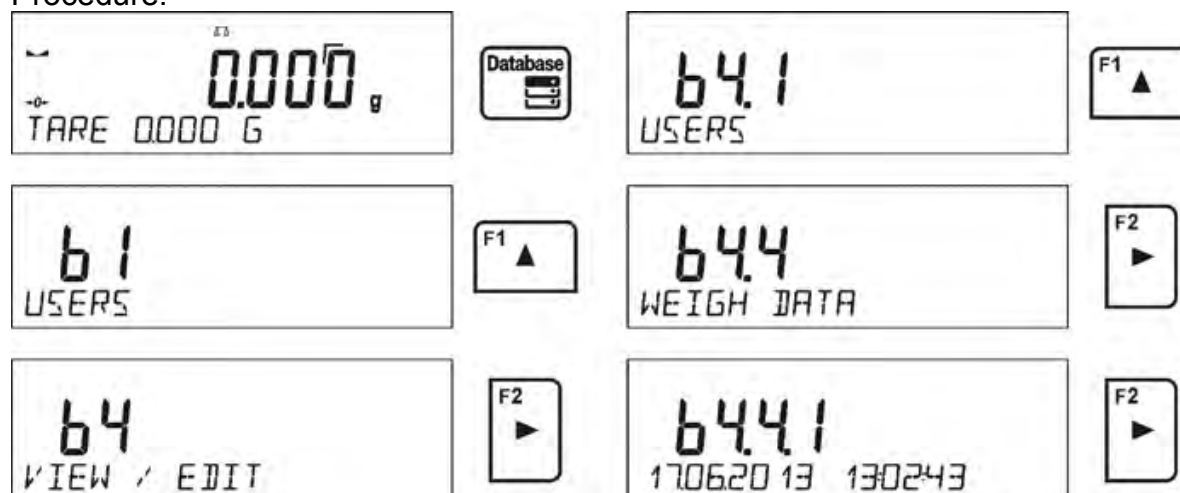 Procedure:
0.000 g
→0←
TARE 0.000 G
Database
b1
USERS
F1
b4
VIEW / EDIT
F2
b4.1
USERS
F1
b4.4
WEIGH DATA
F2
b4.4.1
17.06.2013 13:02:43
F2